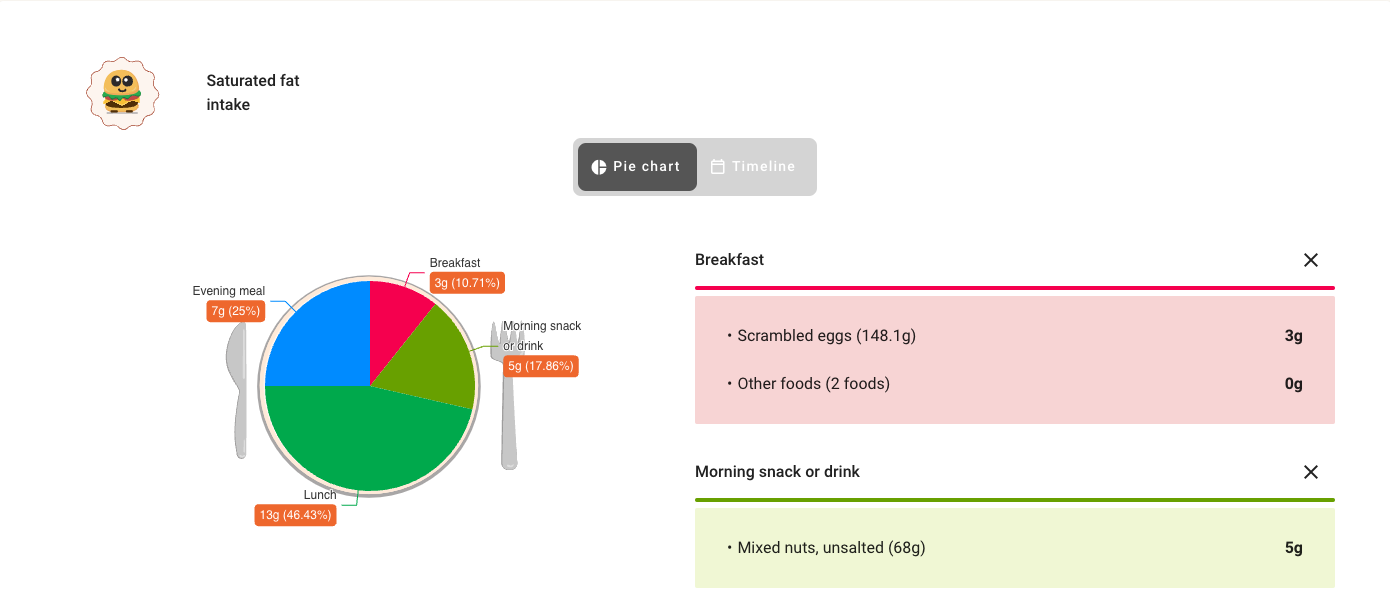 Saturated fat
intake
Pie chart
Timeline
Breakfast
3g (10.71%)
Evening meal
7g (25%)
Morning snack
or drink
5g (17.86%)
Lunch
13g (46.43%)
Breakfast
• Scrambled eggs (148.1g) 3g
• Other foods (2 foods) 0g
Morning snack or drink
• Mixed nuts, unsalted (68g) 5g